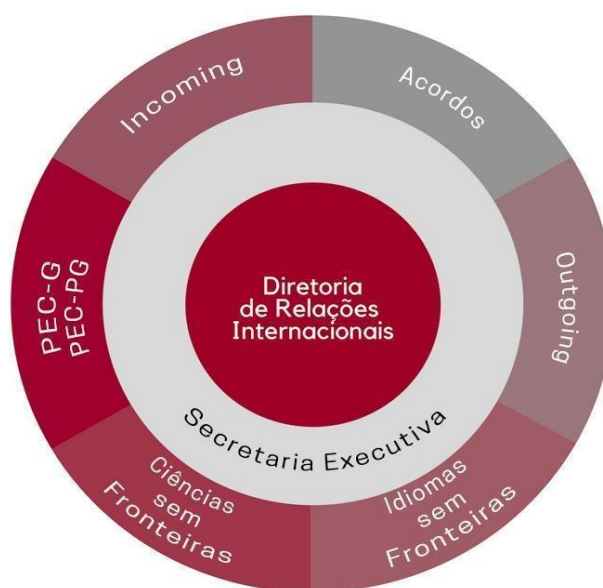 Incoming
Acordos
Outgoing
Idiomas
sem
Fronteiras
Ciências
sem
Fronteiras
PEC-G
PEC-PG
Diretoria
de Relações
Internacionais
Secretaria Executiva